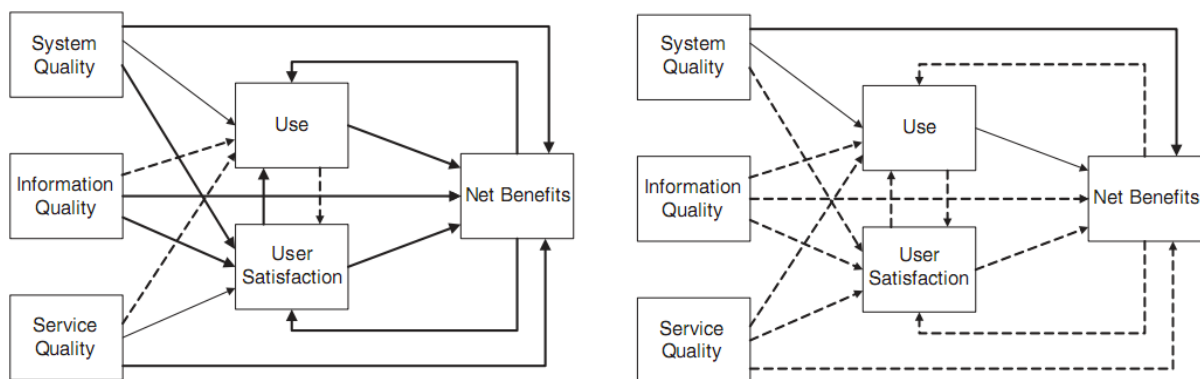 System
Quality
Use
Information
Quality
Net Benefits
User
Satisfaction
Service
Quality
System
Quality
Use
Information
Quality
Net Benefits
User
Satisfaction
Service
Quality